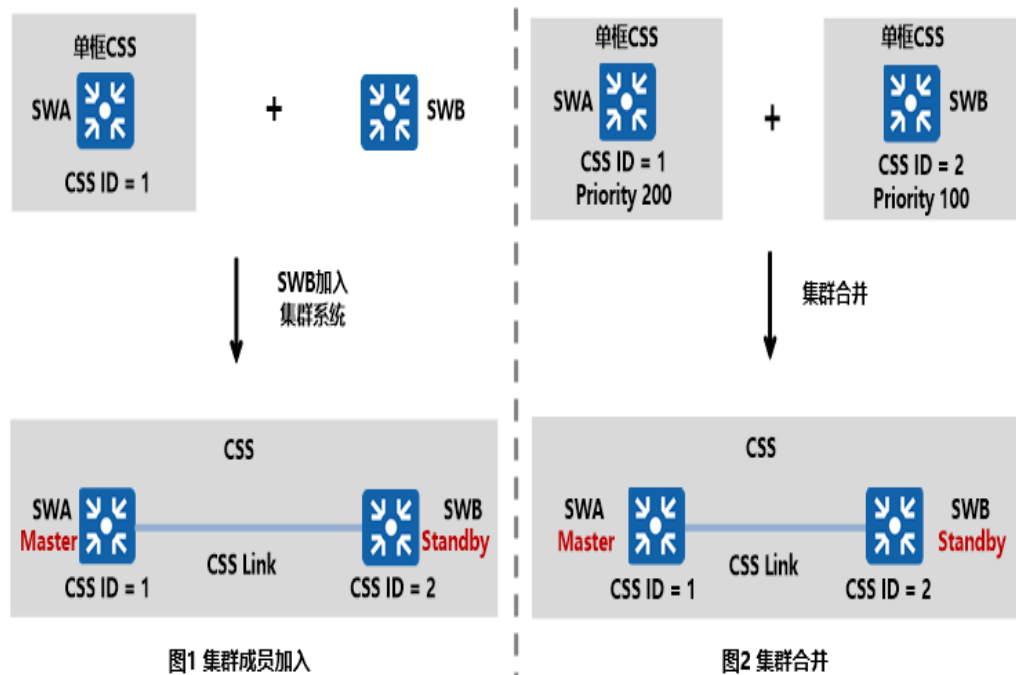 单框CSS
SWA
CSS ID = 1
+
SWB
SWB加入
集群系统
CSS
SWA
Master
CSS Link
SWB
Standby
CSS ID = 1
CSS ID = 2
图1 集群成员加入
单框CSS
SWA
CSS ID = 1
Priority 200
+
单框CSS
SWB
CSS ID = 2
Priority 100
集群合并
CSS
SWA
Master
CSS Link
SWB
Standby
CSS ID = 1
CSS ID = 2
图2 集群合并